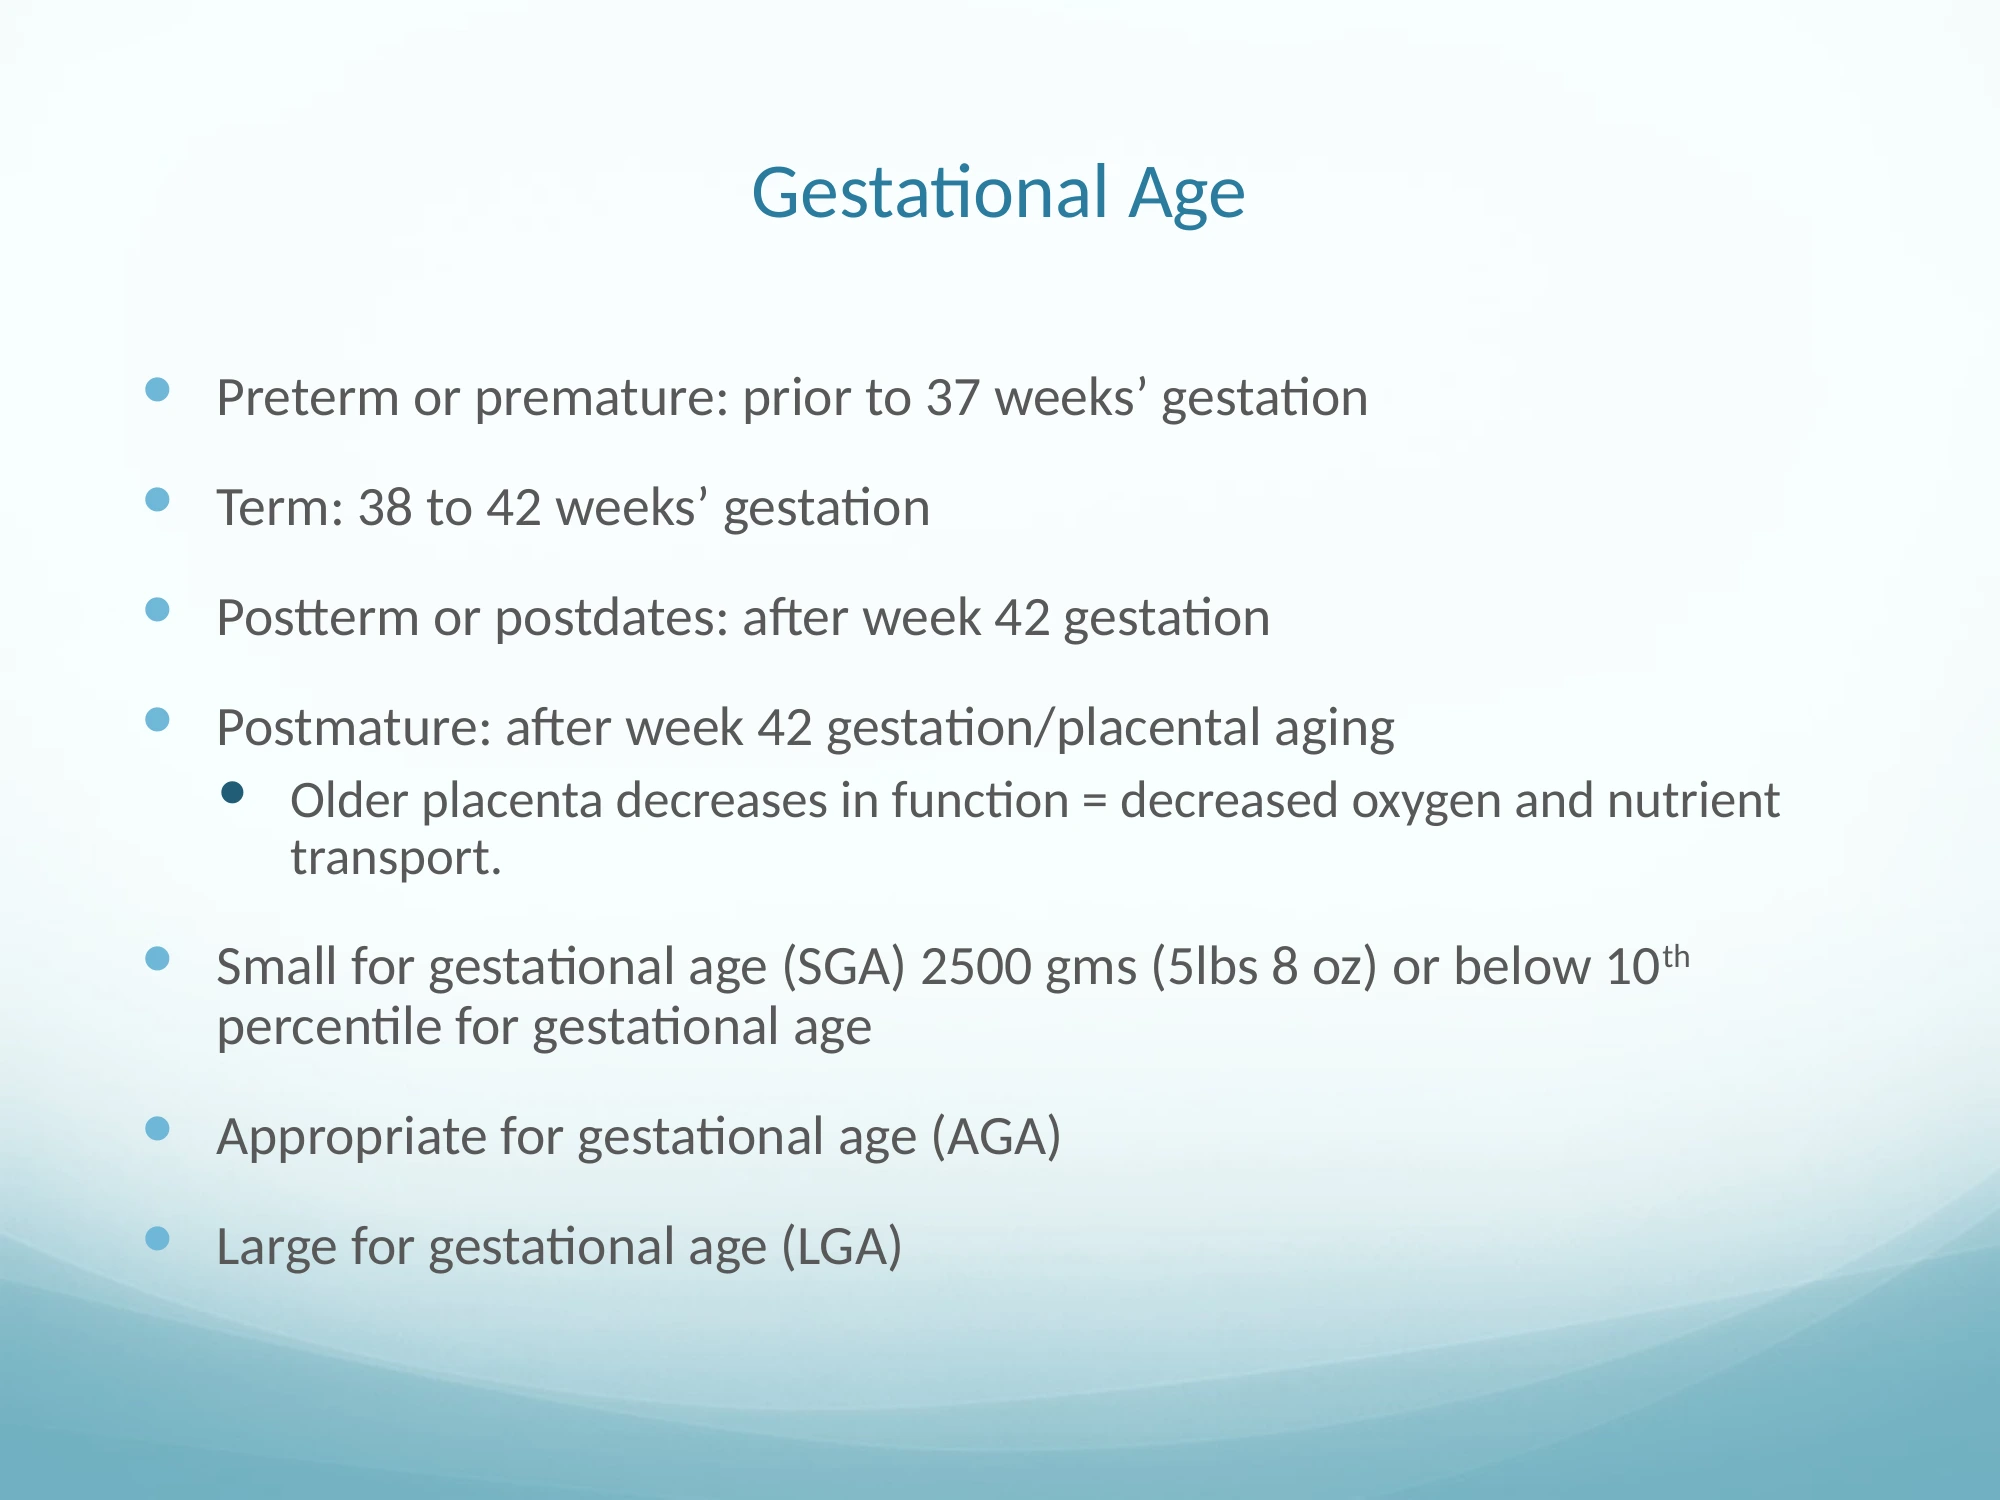 Gestational Age
• Preterm or premature: prior to 37 weeks’ gestation
• Term: 38 to 42 weeks’ gestation
• Postterm or postdates: after week 42 gestation
• Postmature: after week 42 gestation/placental aging
• Older placenta decreases in function = decreased oxygen and nutrient
transport.
• Small for gestational age (SGA) 2500 gms (5lbs 8 oz) or below 10th
percentile for gestational age
• Appropriate for gestational age (AGA)
• Large for gestational age (LGA)